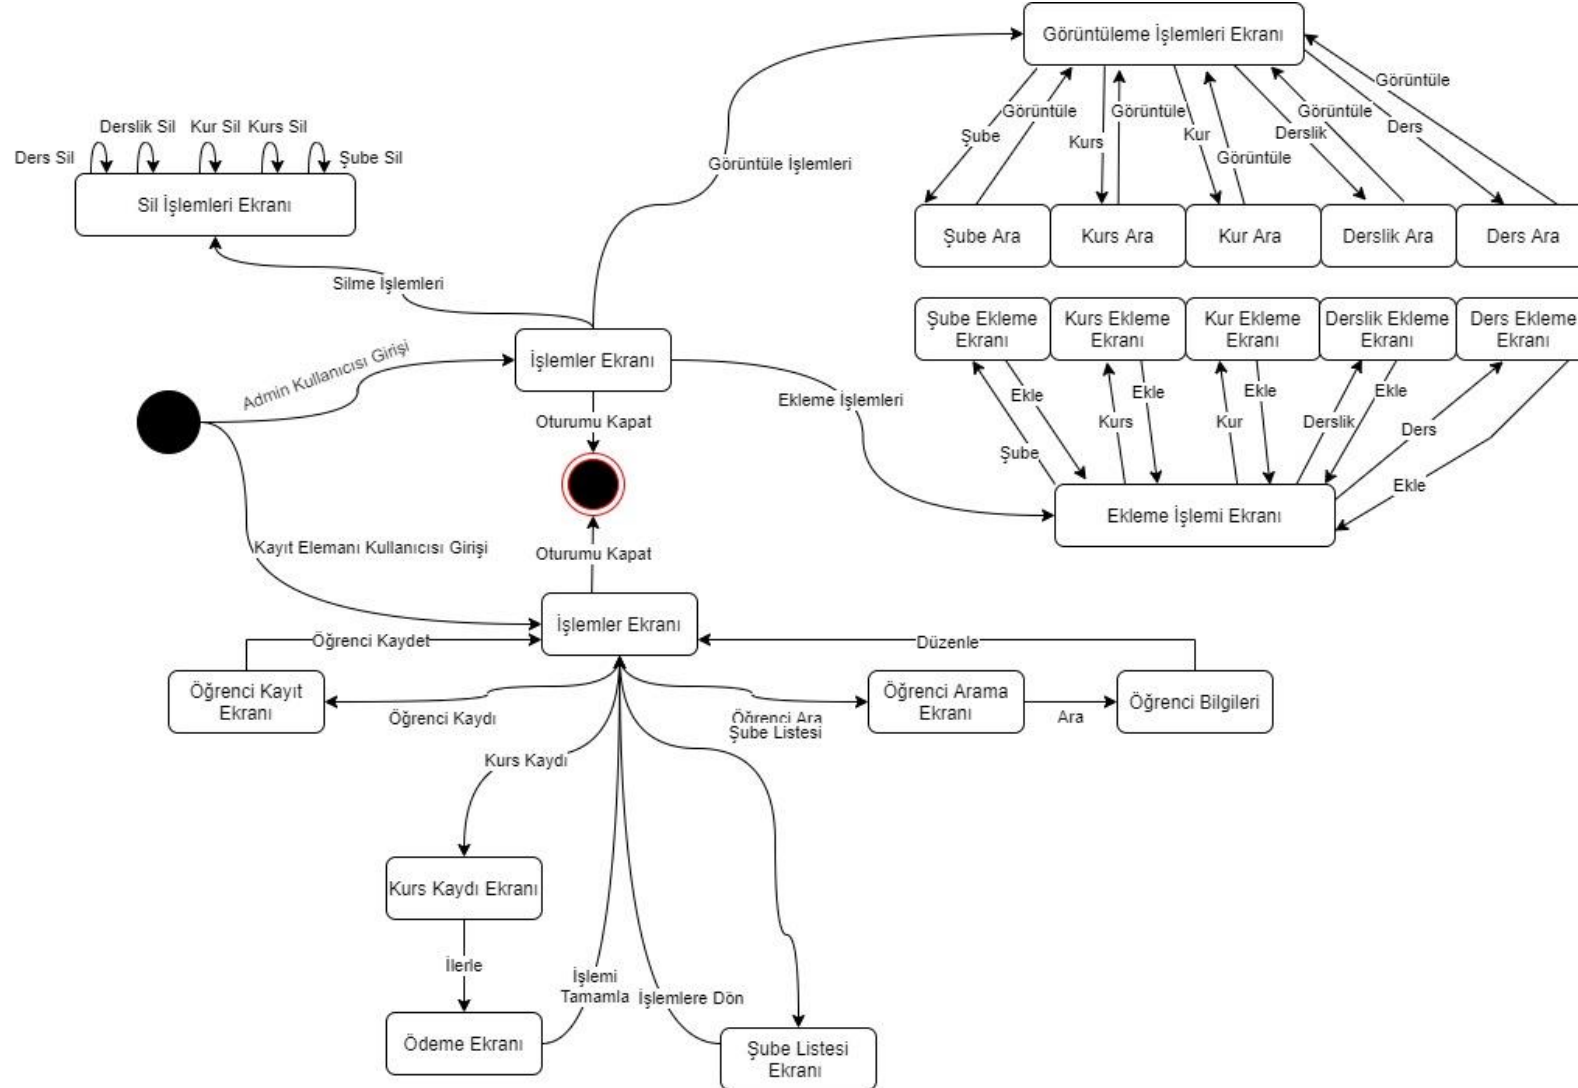 Görüntüleme İşlemleri Ekranı
Görüntüle
Görüntüle
Görüntüle
Görüntüle
Şube
Kurs
Kur
Derslik
Ders
Görüntüle
Görüntüle İşlemleri
Derslik Sil
Kur Sil
Kurs Sil
Ders Sil
Şube Sil
Sil İşlemleri Ekranı
Şube Ara
Kurs Ara
Kur Ara
Derslik Ara
Ders Ara
Silme İşlemleri
Şube Ekleme
Ekranı
Kurs Ekleme
Ekranı
Kur Ekleme
Ekranı
Derslik Ekleme
Ekranı
Ders Ekleme
Ekranı
Admin Kullanıcısı Girişi
İşlemler Ekranı
Ekleme İşlemleri
Oturumu Kapat
Ekle
Ekle
Ekle
Ekle
Şube
Kurs
Kur
Derslik
Ders
Ekle
Ekleme İşlemi Ekranı
Kayıt Elemanı Kullanıcısı Girişi
Oturumu Kapat
İşlemler Ekranı
Öğrenci Kaydet
Düzenle
Öğrenci Kayıt
Ekranı
Öğrenci Kaydı
Öğrenci Ara
Şube Listesi
Öğrenci Arama
Ekranı
Ara
Öğrenci Bilgileri
Kurs Kaydı
Kurs Kaydı Ekranı
İlerle
İşlemi
Tamamla
İşlemlere Dön
Ödeme Ekranı
Şube Listesi
Ekranı